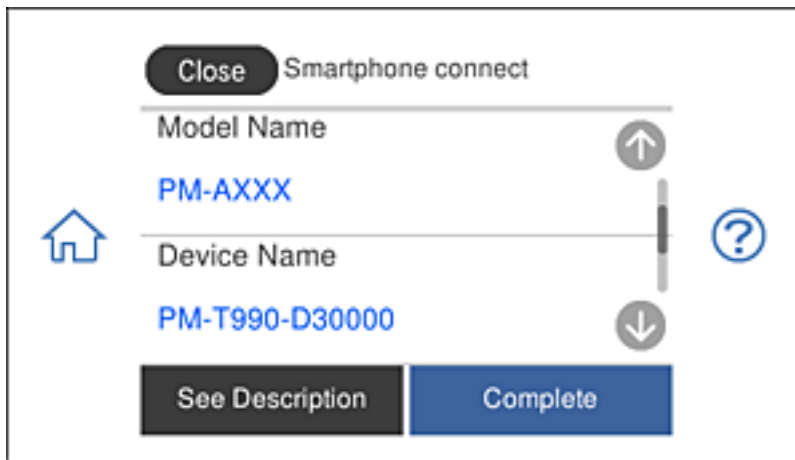 Close Smartphone connect
Model Name
PM-AXXX
Device Name
PM-T990-D30000
See Description Complete